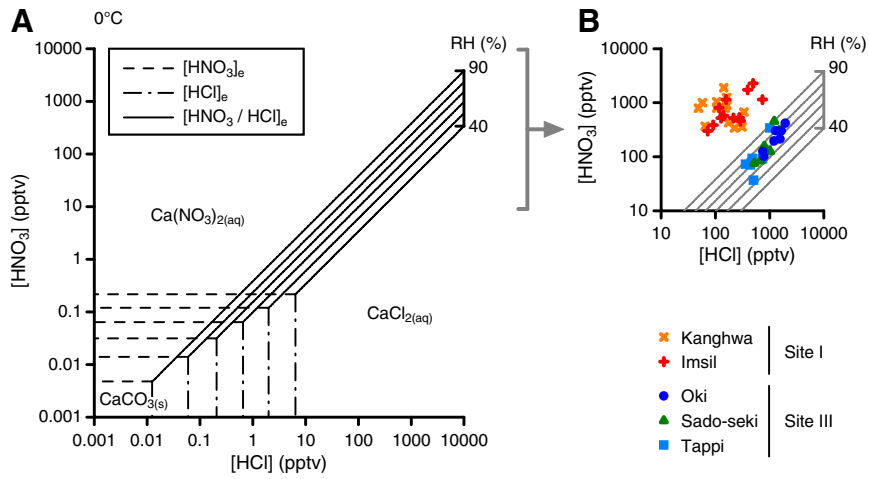 A
0°C
[HNO₃]ₑ
[HCl]ₑ
[HNO₃ / HCl]ₑ
RH (%)
90
40
Ca(NO₃)₂₍ₐq₎
CaCl₂₍ₐq₎
CaCO₃₍ₛ₎
[HNO₃] (pptv)
10000
1000
100
10
1
0.1
0.01
0.001
0.001 0.01 0.1 1 10 100 1000 10000
[HCl] (pptv)
B
RH (%)
90
40
[HNO₃] (pptv)
10000
1000
100
10
10 100 1000 10000
[HCl] (pptv)
Kanghwa
Imsil
Site I
Oki
Sado-seki
Tappi
Site III